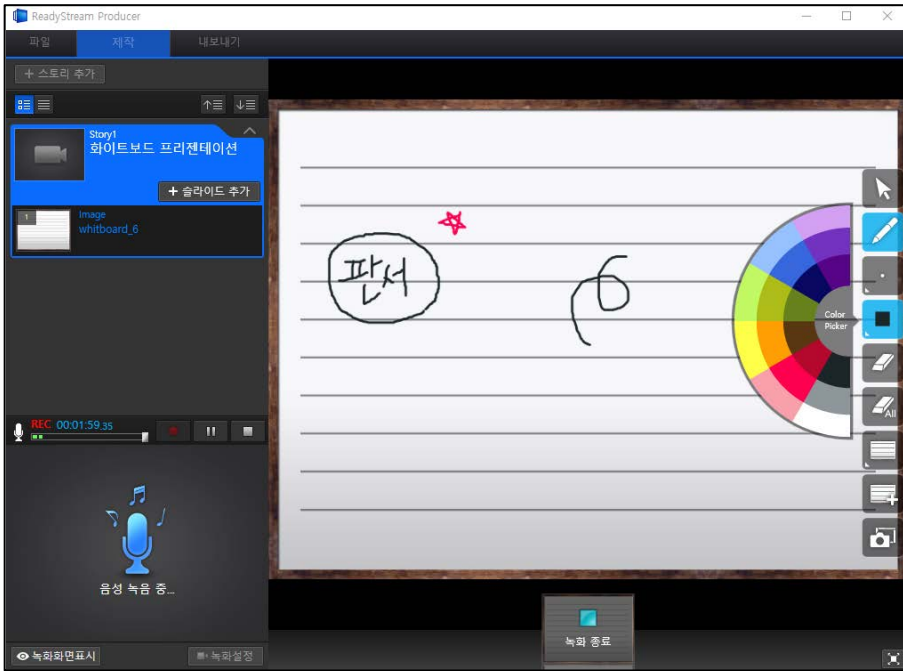 ReadyStream Producer
파일 제작 내보내기
+ 스토리 추가
Story1
화이트보드 프리젠테이션
+ 슬라이드 추가
1
Image
whitboard_6
REC 00:01:59.35
음성 녹음 중...
녹화화면표시 녹화설정
판서
Color
Picker
All
녹화 종료